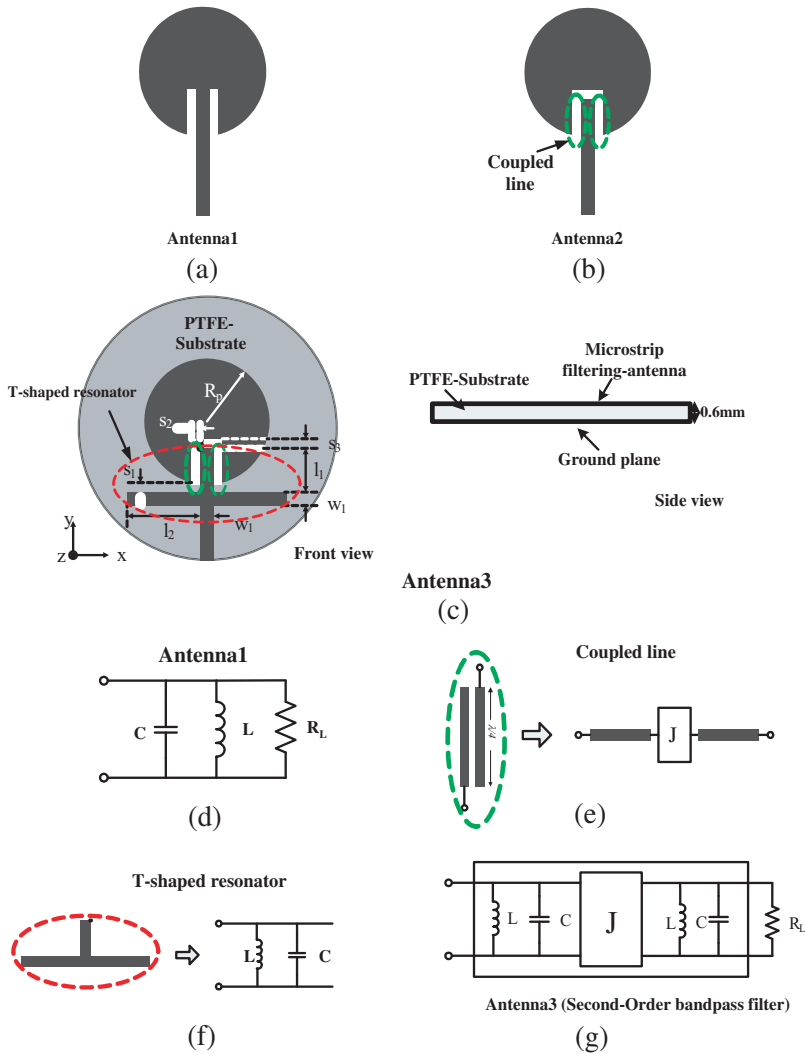 Antenna1
(a)
Coupled
line
Antenna2
(b)
PTFE-
Substrate
T-shaped resonator
Rp
s2
s3
s1
l1
w1
l2
w1
y
z
x
Front view
Microstrip
filtering-antenna
PTFE-Substrate
0.6mm
Ground plane
Side view
Antenna3
(c)
Antenna1
C
L
RL
(d)
Coupled line
λ/4
J
(e)
T-shaped resonator
L
C
(f)
L
C
J
L
C
RL
Antenna3 (Second-Order bandpass filter)
(g)